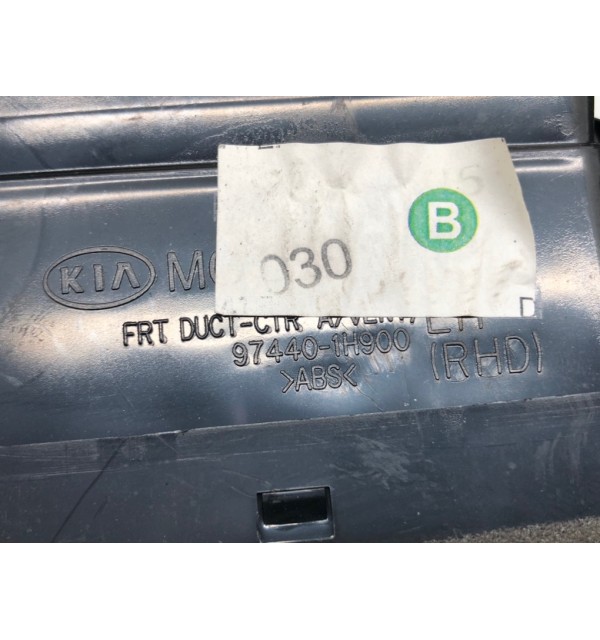 B
030
D
KIA
FRT DUCT-CTR
97440-1H900
(RHD)
>ABS<